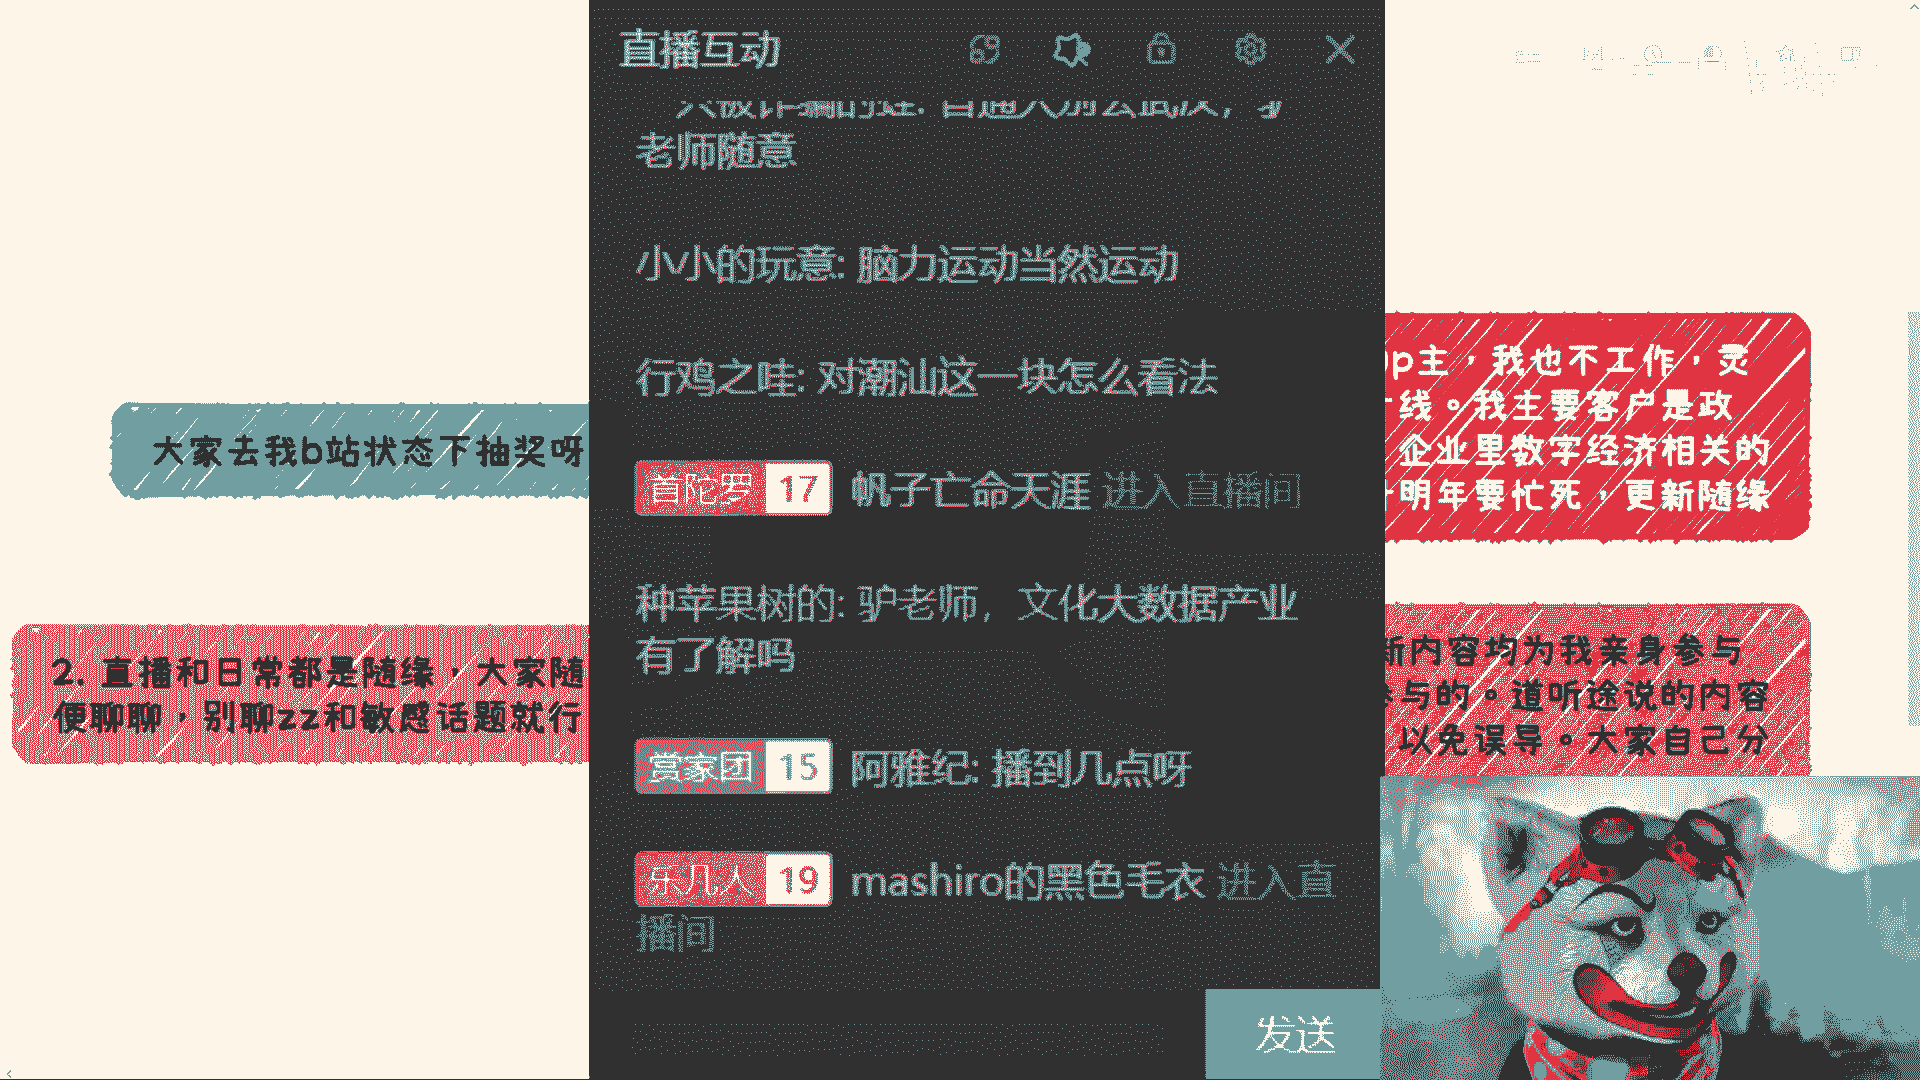 直播互动
老师随意
小小的玩意: 脑力运动当然运动
行鸡之哇: 对潮汕这一块怎么看法
首陀罗 17 帆子亡命天涯 进入直播间
种苹果树的: 驴老师，文化大数据产业
有了解吗
赏家团 15 阿雅纪: 播到几点呀
乐几人 19 mashiro的黑色毛衣 进入直
播间
发送
大家去我b站状态下抽奖呀
2. 直播和日常都是随缘，大家随
便聊聊，别聊zz和敏感话题就行
p主，我也不工作，灵
线。我主要客户是政
企业里数字经济相关的
明年要忙死，更新随缘
新内容均为我亲身参与
参与的。道听途说的内容
以免误导。大家自己分